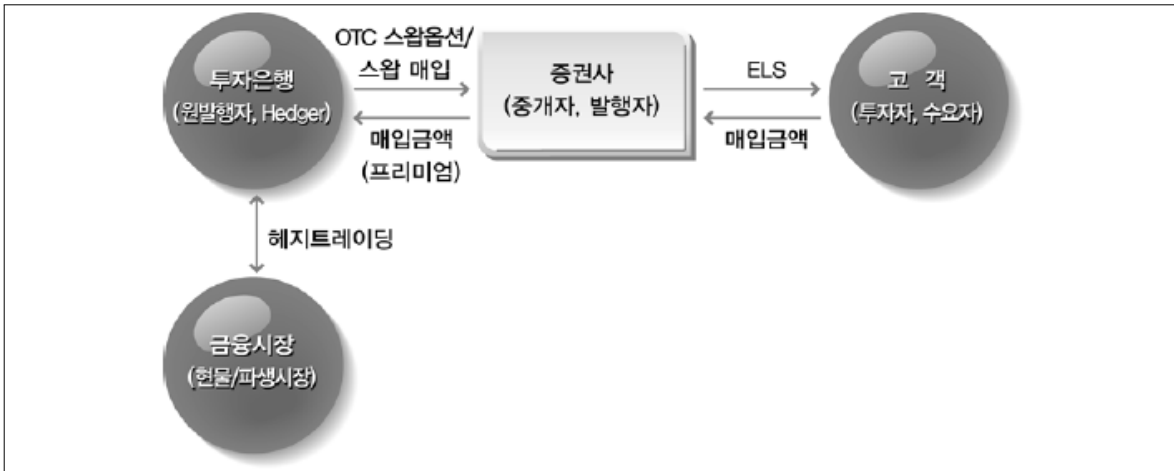 투자은행
(원발행자, Hedger)
OTC 스왑옵션/
스왑 매입
매입금액
(프리미엄)
증권사
(중개자, 발행자)
ELS
매입금액
고 객
(투자자, 수요자)
헤지트레이딩
금융시장
(현물/파생시장)